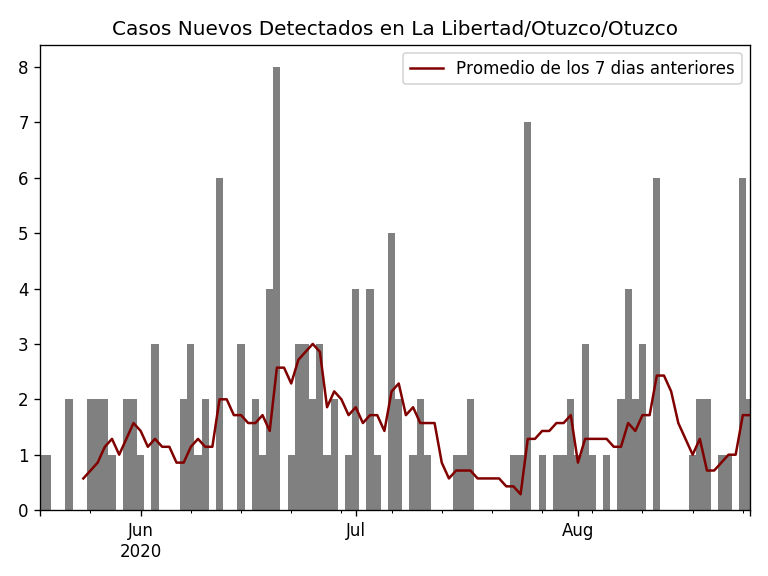 Casos Nuevos Detectados en La Libertad/Otuzco/Otuzco
Promedio de los 7 dias anteriores
8
7
6
5
4
3
2
1
0
Jun
2020
Jul
Aug